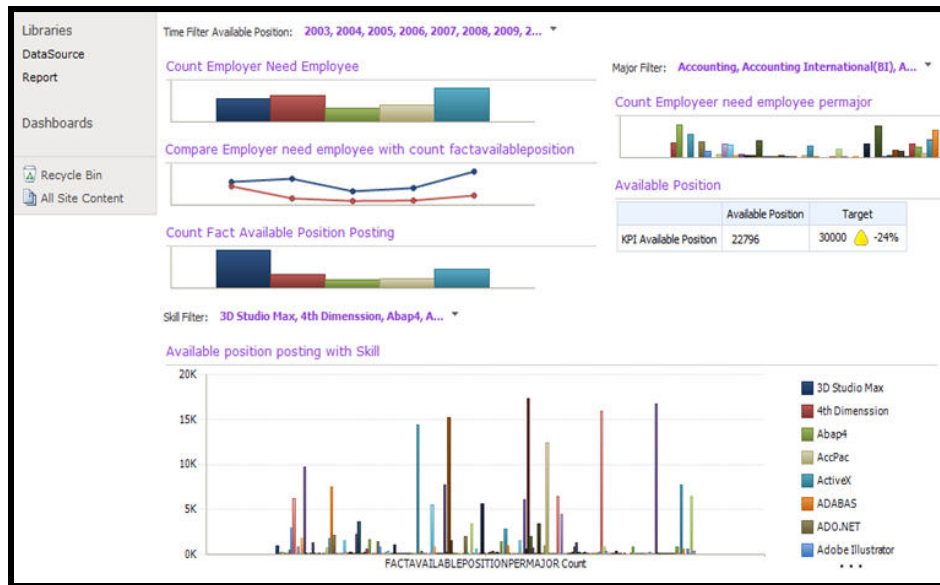 Libraries
DataSource
Report
Dashboards
Recycle Bin
All Site Content
Time Filter Available Position: 2003, 2004, 2005, 2006, 2007, 2008, 2009, 2...
Count Employer Need Employee
Compare Employer need employee with count factavailableposition
Count Fact Available Position Posting
Major Filter: Accounting, Accounting International(BI), A...
Count Employeer need employee permajor
Available Position
Available Position Target
KPI Available Position 22796 30000 -24%
Skill Filter: 3D Studio Max, 4th Dimenssion, Abap4, A...
Available position posting with Skill
20K
15K
10K
5K
0K
FACTAVAILABLEPOSITIONPERMAJOR Count
3D Studio Max
4th Dimenssion
Abap4
AccPac
ActiveX
ADABAS
ADO.NET
Adobe Illustrator
...